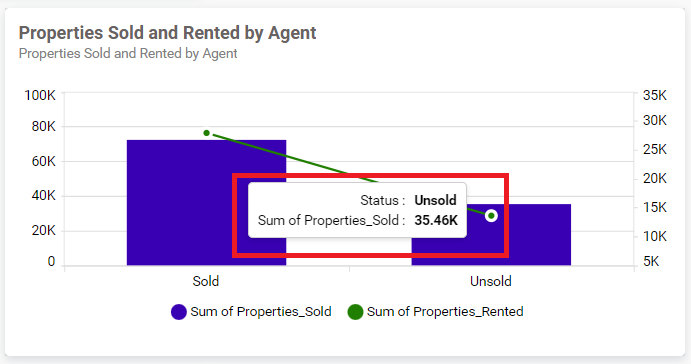 Properties Sold and Rented by Agent
Properties Sold and Rented by Agent
100K
80K
60K
40K
20K
0
35K
30K
25K
20K
15K
10K
5K
Status : Unsold
Sum of Properties_Sold : 35.46K
Sold Unsold
Sum of Properties_Sold Sum of Properties_Rented